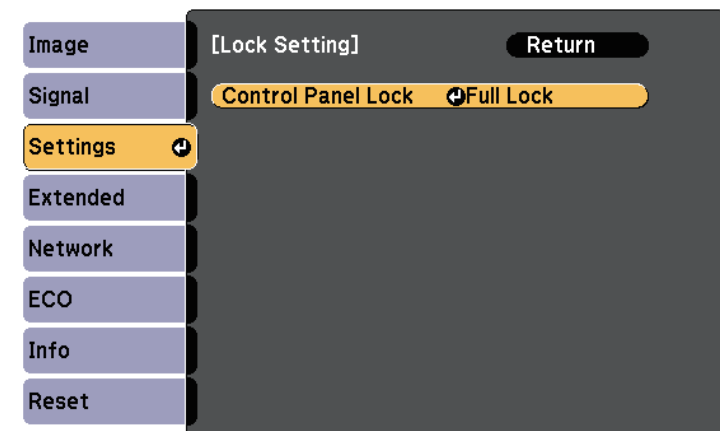 Image
Signal
Settings
Extended
Network
ECO
Info
Reset
[Lock Setting] Return
Control Panel Lock Full Lock